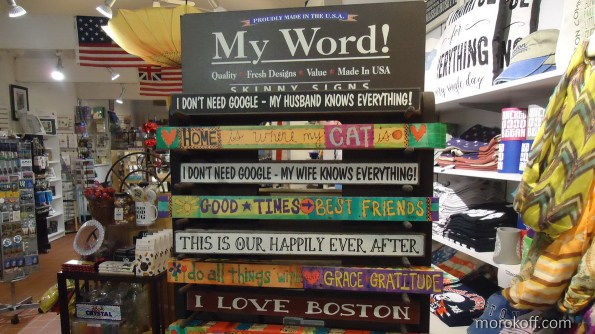 PROUDLY MADE IN THE U.S.A.
My Word!
Quality Fresh Designs Value Made In USA
SKINNY SIGNS
I DON'T NEED GOOGLE - MY HUSBAND KNOWS EVERYTHING!
HOME is where my CAT is
I DON'T NEED GOOGLE - MY WIFE KNOWS EVERYTHING!
GOOD TIMES BEST FRIENDS
THIS IS OUR HAPPILY EVER AFTER
do all things with GRACE GRATITUDE
I LOVE BOSTON
CRYSTAL
FOR
EVERYTHING
morokoff.com